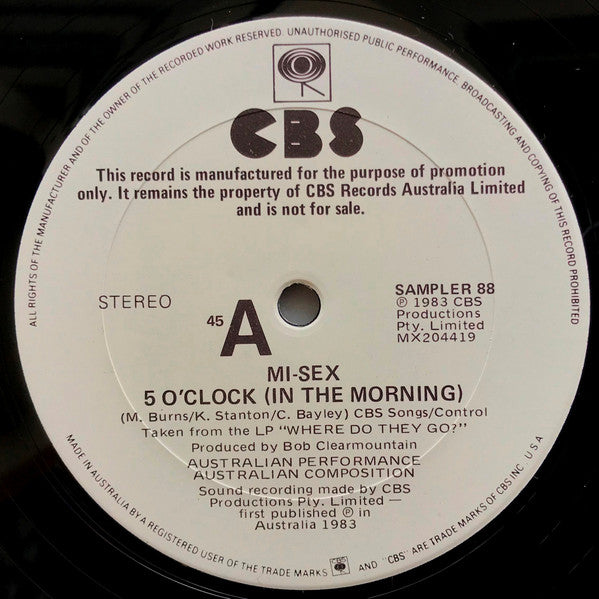 ALL RIGHTS OF THE MANUFACTURER AND OF THE OWNER OF THE RECORDED WORK RESERVED. UNAUTHORISED PUBLIC PERFORMANCE, BROADCASTING AND COPYING OF THIS RECORD PROHIBITED
CBS
This record is manufactured for the purpose of promotion
only. It remains the property of CBS Records Australia Limited
and is not for sale.
STEREO
45 A
SAMPLER 88
℗ 1983 CBS
Productions
Pty. Limited
MX204419
MI-SEX
5 O'CLOCK (IN THE MORNING)
(M. Burns/K. Stanton/C. Bayley) CBS Songs/Control
Taken from the LP "WHERE DO THEY GO?"
Produced by Bob Clearmountain
AUSTRALIAN PERFORMANCE
AUSTRALIAN COMPOSITION
Sound recording made by CBS
Productions Pty. Limited —
first published ℗ in
Australia 1983
MADE IN AUSTRALIA BY A REGISTERED USER OF THE TRADE MARKS CBS AND "CBS" ARE TRADE MARKS OF CBS INC. U S A